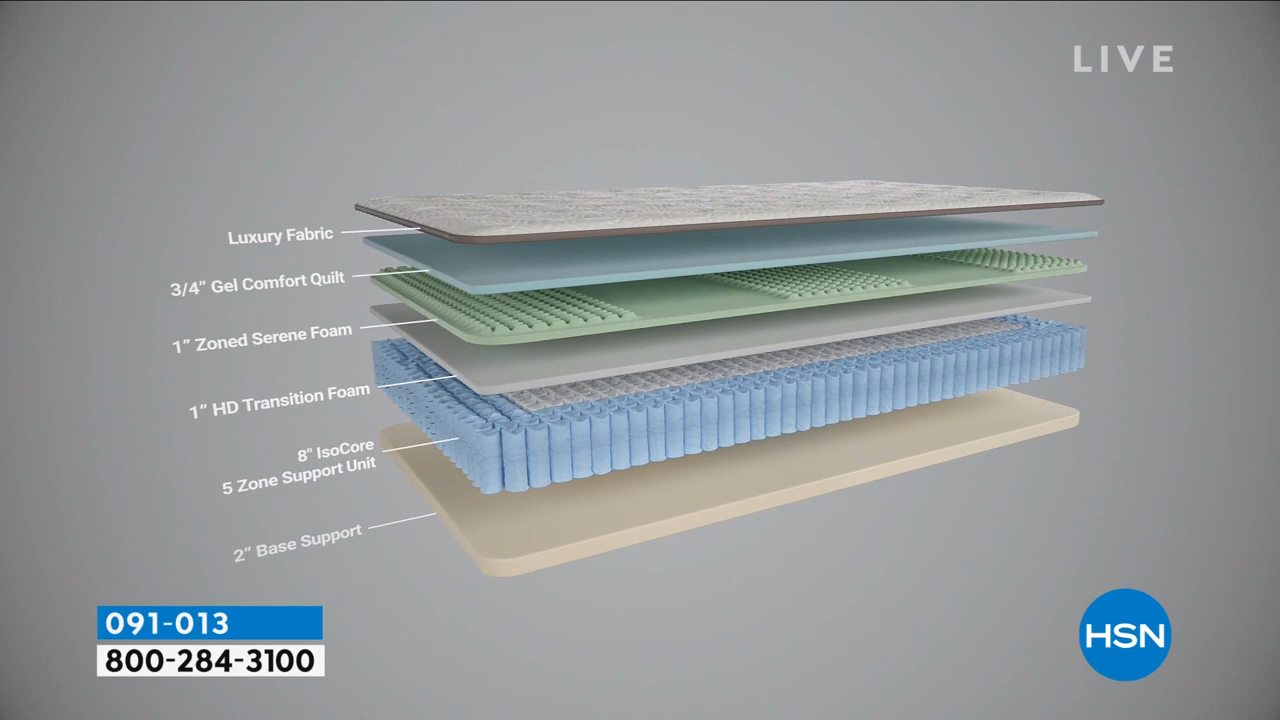 LIVE
Luxury Fabric
3/4” Gel Comfort Quilt
1” Zoned Serene Foam
1” HD Transition Foam
8" IsoCore
5 Zone Support Unit
2” Base Support
091-013
800-284-3100
HSN